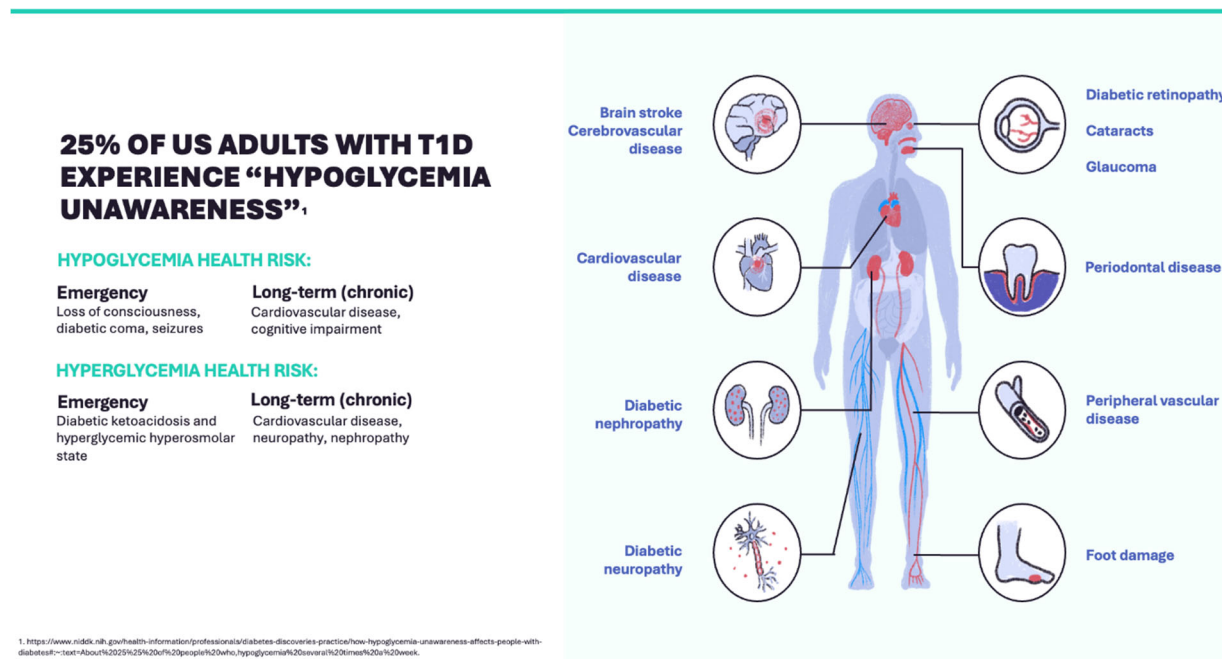 25% OF US ADULTS WITH T1D
EXPERIENCE “HYPOGLYCEMIA
UNAWARENESS”1
HYPOGLYCEMIA HEALTH RISK:
Emergency
Loss of consciousness,
diabetic coma, seizures
Long-term (chronic)
Cardiovascular disease,
cognitive impairment
HYPERGLYCEMIA HEALTH RISK:
Emergency
Diabetic ketoacidosis and
hyperglycemic hyperosmolar
state
Long-term (chronic)
Cardiovascular disease,
neuropathy, nephropathy
1. https://www.niddk.nih.gov/health-information/professionals/diabetes-discoveries-practice/how-hypoglycemia-unawareness-affects-people-with-
diabetes#:~:text=About%2025%25%20of%20people%20who,hypoglycemia%20several%20times%20a%20week.
Brain stroke
Cerebrovascular
disease
Cardiovascular
disease
Diabetic
nephropathy
Diabetic
neuropathy
Diabetic retinopathy
Cataracts
Glaucoma
Periodontal disease
Peripheral vascular
disease
Foot damage